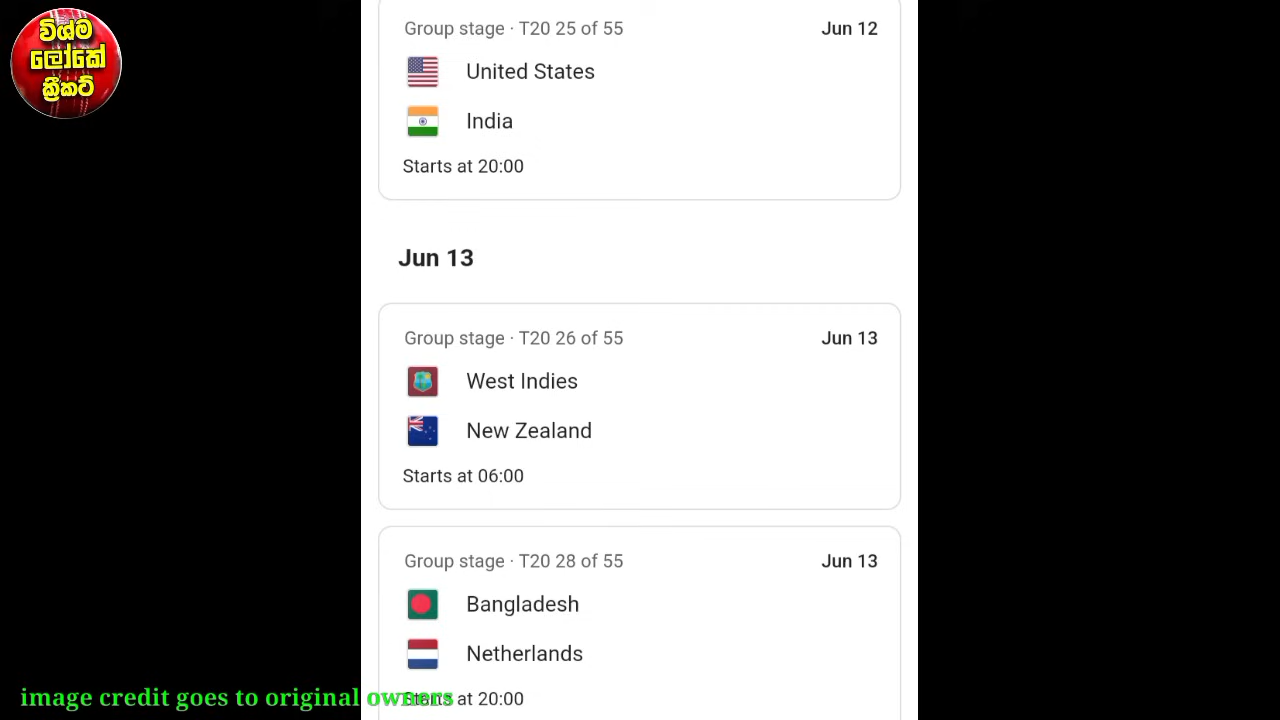 විශ්ම
ලෝකේ
ක්‍රිකට්
Group stage · T20 25 of 55 Jun 12
United States
India
Starts at 20:00
Jun 13
Group stage · T20 26 of 55 Jun 13
West Indies
New Zealand
Starts at 06:00
Group stage · T20 28 of 55 Jun 13
Bangladesh
Netherlands
Starts at 20:00
image credit goes to original owners